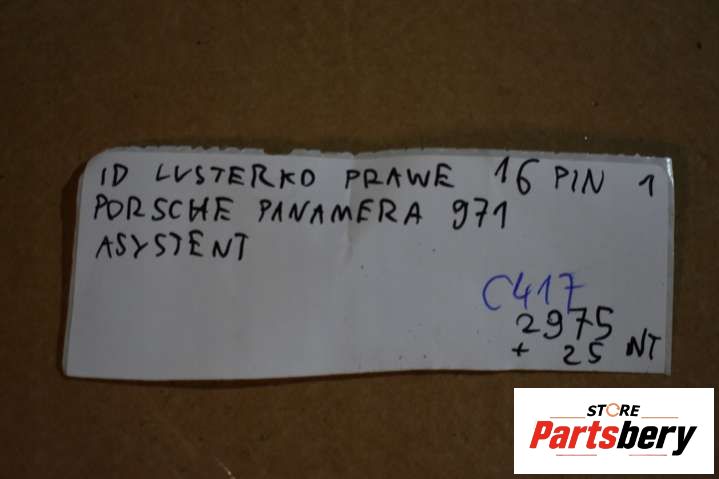 ID LUSTERKO PRAWE 16 PIN 1
PORSCHE PANAMERA 971
ASYSTENT
C417
2975
+ 25 NT
STORE
Partsbery